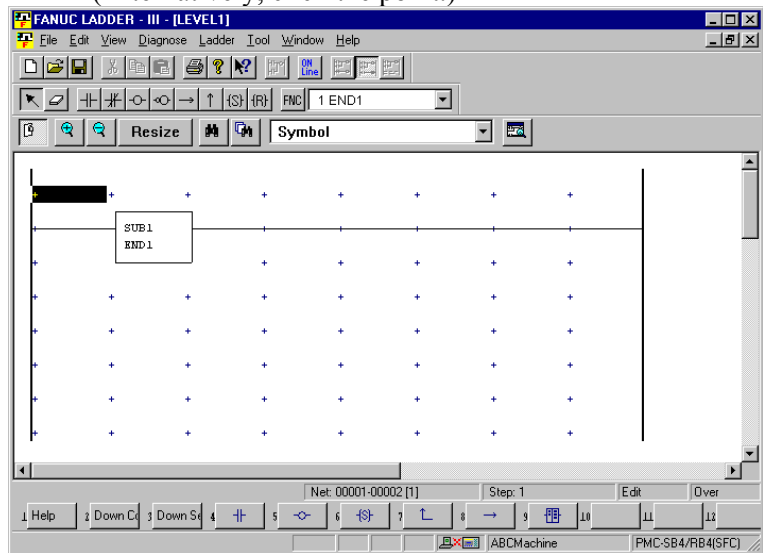 FANUC LADDER - III - [LEVEL1]
File Edit View Diagnose Ladder Tool Window Help
ON Line
(S) (R) FNC 1 END1
Resize Symbol
SUB1
END1
Net: 00001-00002 [1] Step: 1 Edit Over
1 Help 2 Down Co 3 Down Se 4 5 6 (S) 7 8 9 10 11 12
ABCMachine PMC-SB4/RB4(SFC)